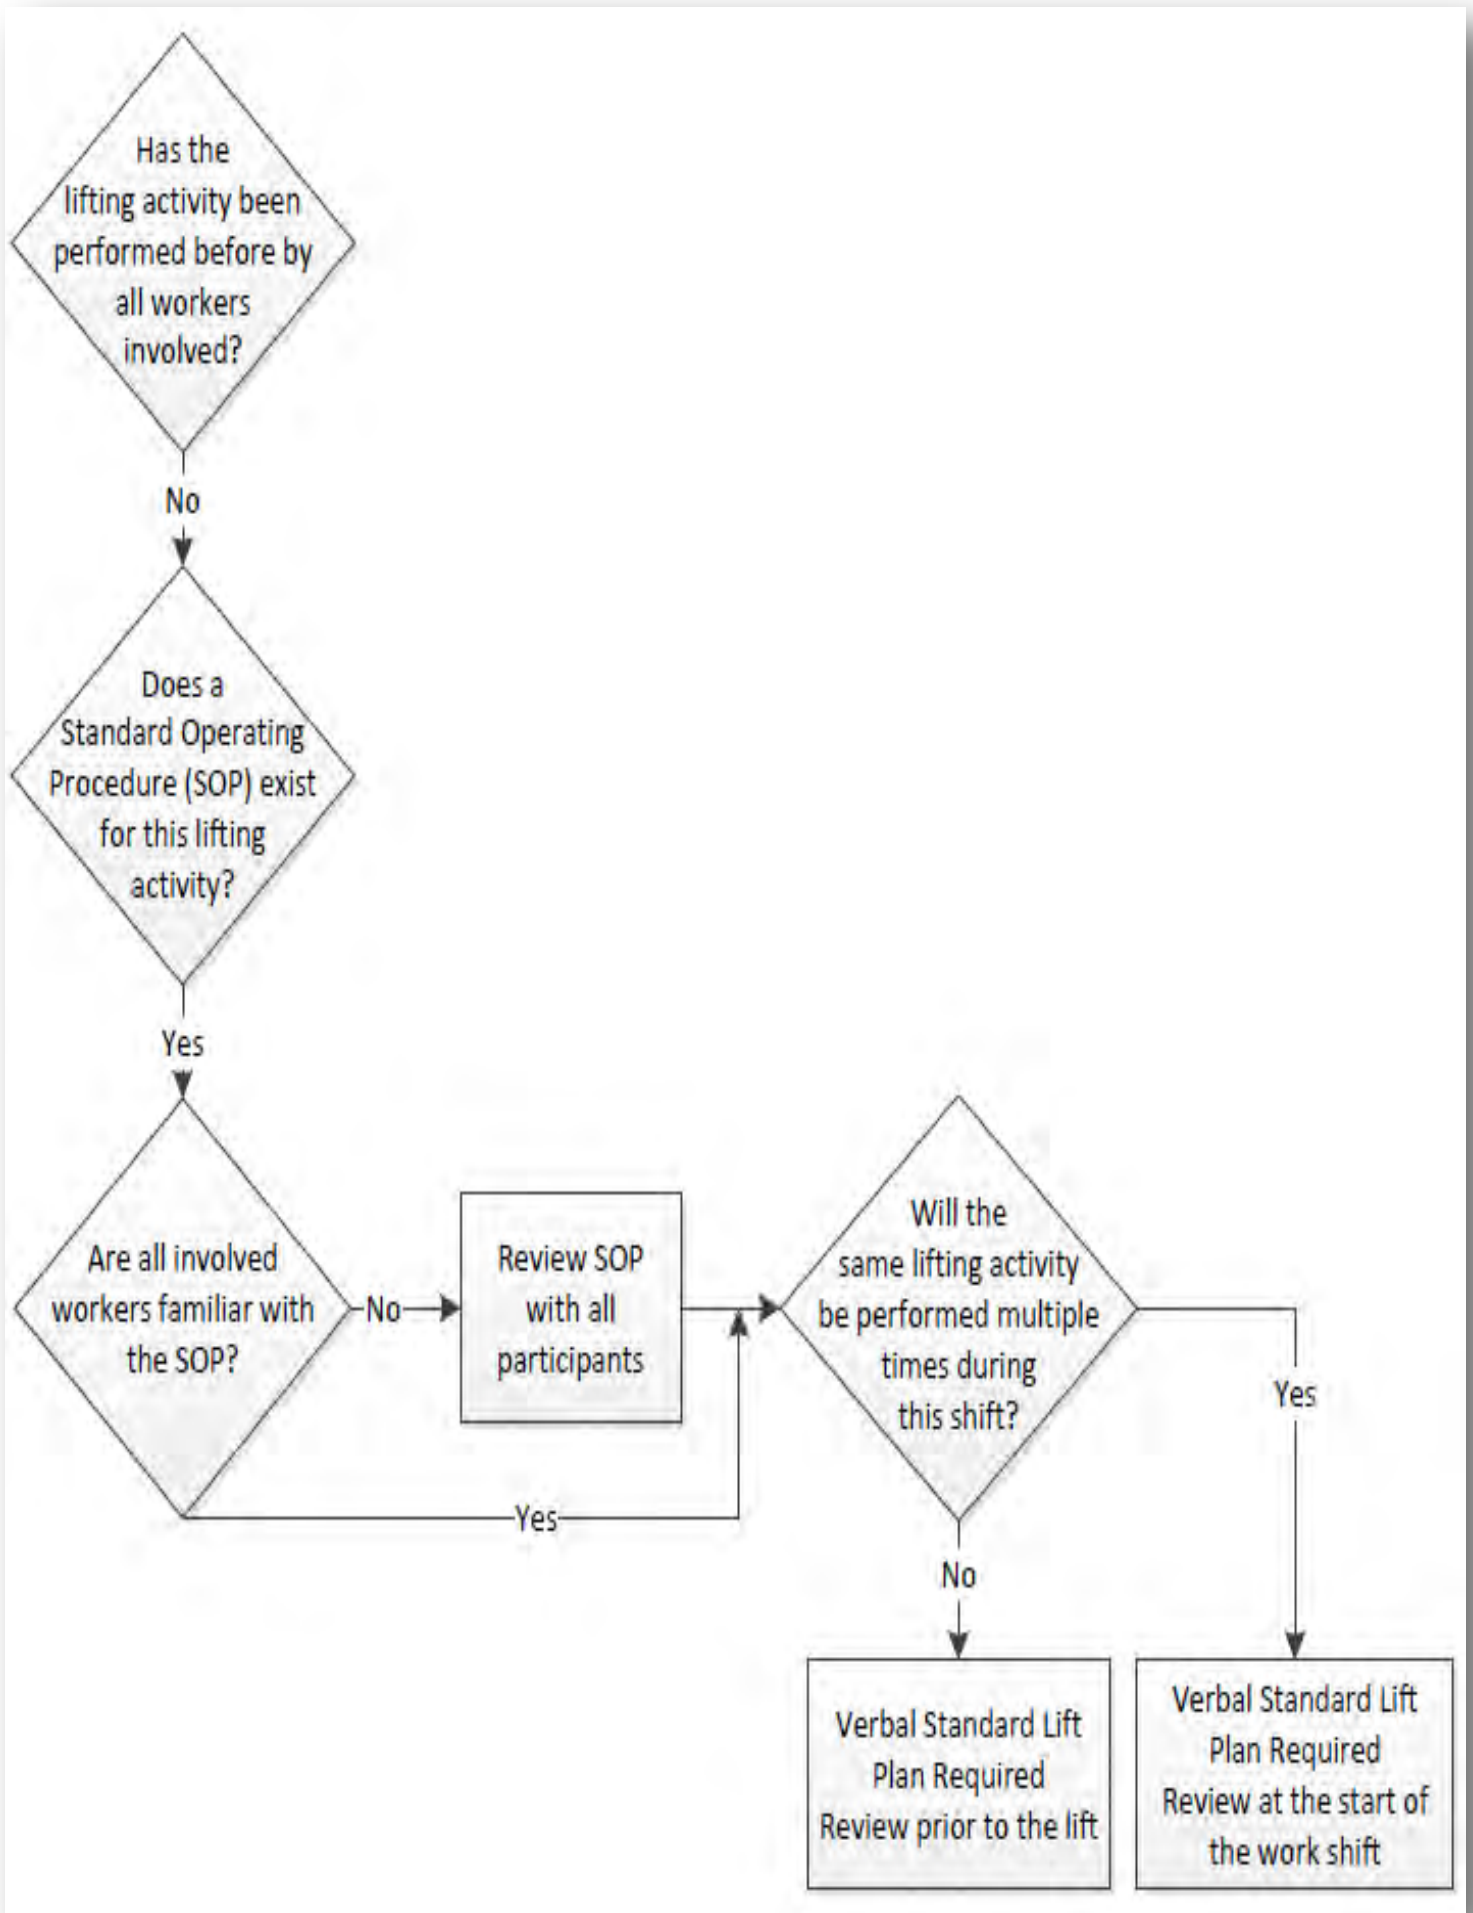 Has the
lifting activity been
performed before by
all workers
involved?
No
Does a
Standard Operating
Procedure (SOP) exist
for this lifting
activity?
Yes
Are all involved
workers familiar with
the SOP?
No
Review SOP
with all
participants
Yes
Will the
same lifting activity
be performed multiple
times during
this shift?
Yes
No
Verbal Standard Lift
Plan Required
Review prior to the lift
Verbal Standard Lift
Plan Required
Review at the start of
the work shift